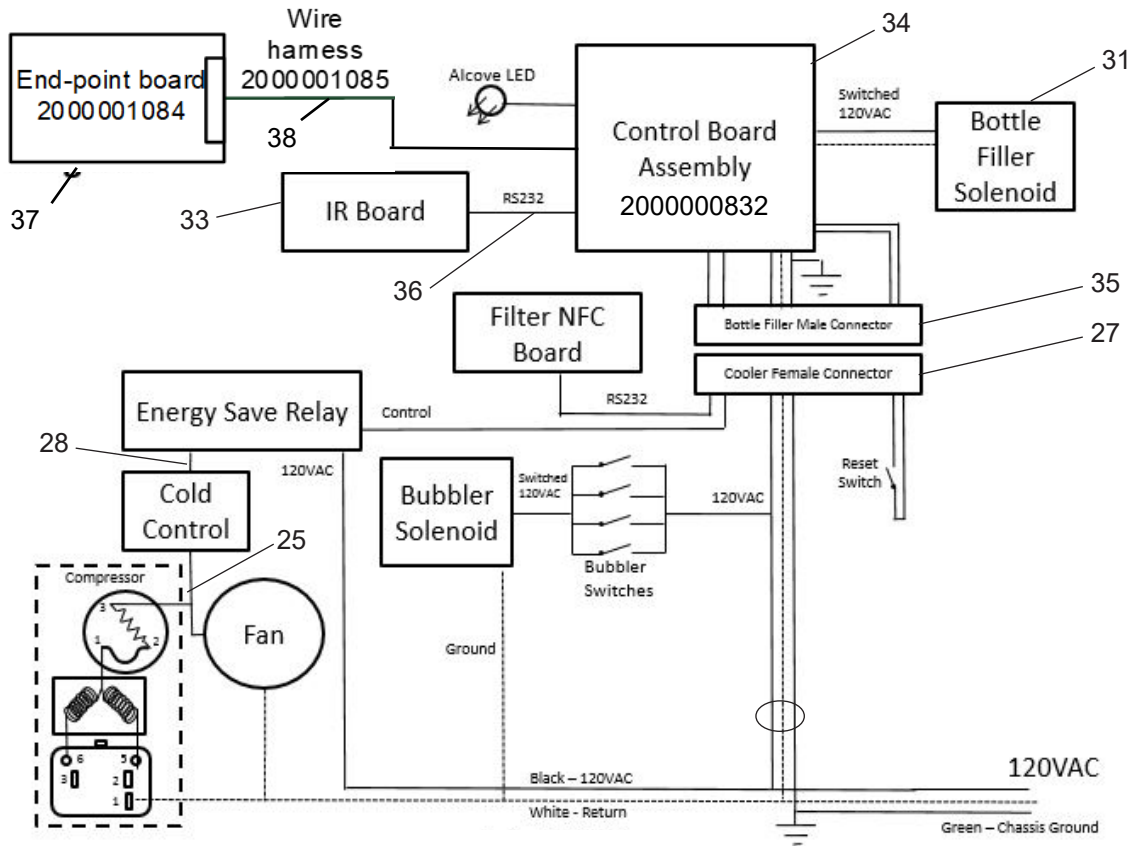 Wire
harness
2000001085
End-point board
2000001084
38
37
Alcove LED
34
Control Board
Assembly
2000000832
31
Switched
120VAC
Bottle
Filler
Solenoid
33
IR Board
RS232
36
35
Bottle Filler Male Connector
27
Cooler Female Connector
Filter NFC
Board
RS232
Energy Save Relay
Control
28
120VAC
Cold
Control
25
Bubbler
Solenoid
Switched
120VAC
120VAC
Bubbler
Switches
Reset
Switch
Compressor
3
1
2
Fan
Ground
6
5
3
2
1
Black – 120VAC
White - Return
120VAC
Green – Chassis Ground